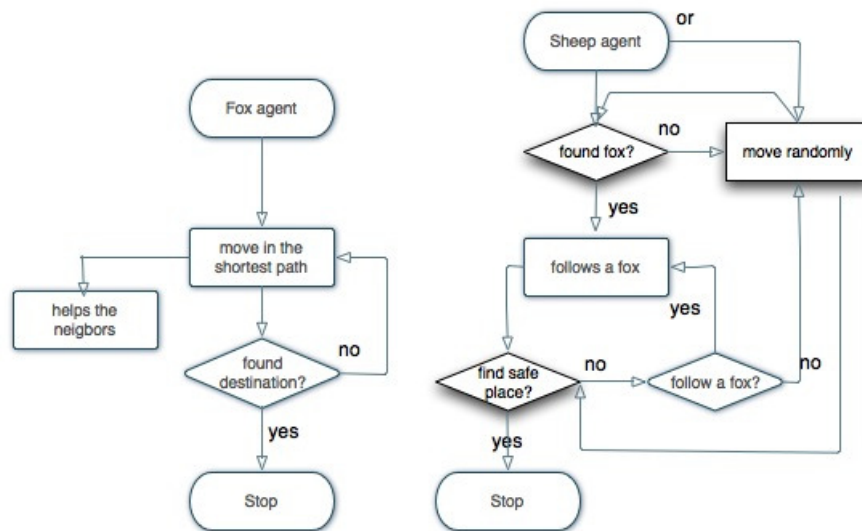 Fox agent
move in the
shortest path
helps the
neigbors
found
destination?
no
yes
Stop
Sheep agent
or
found fox?
no
move randomly
yes
follows a fox
yes
find safe
place?
no
follow a fox?
no
yes
Stop